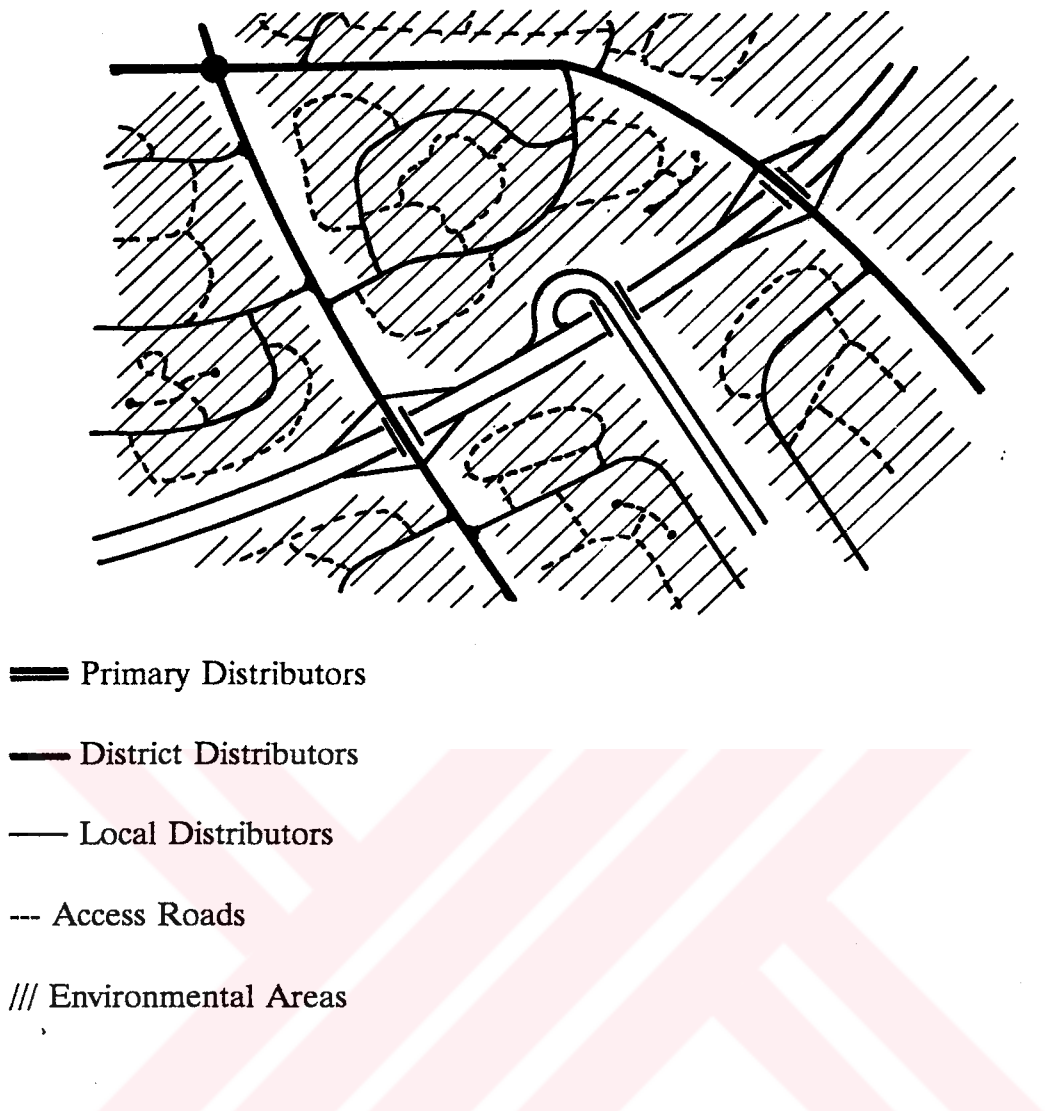 Primary Distributors
District Distributors
Local Distributors
--- Access Roads
/// Environmental Areas